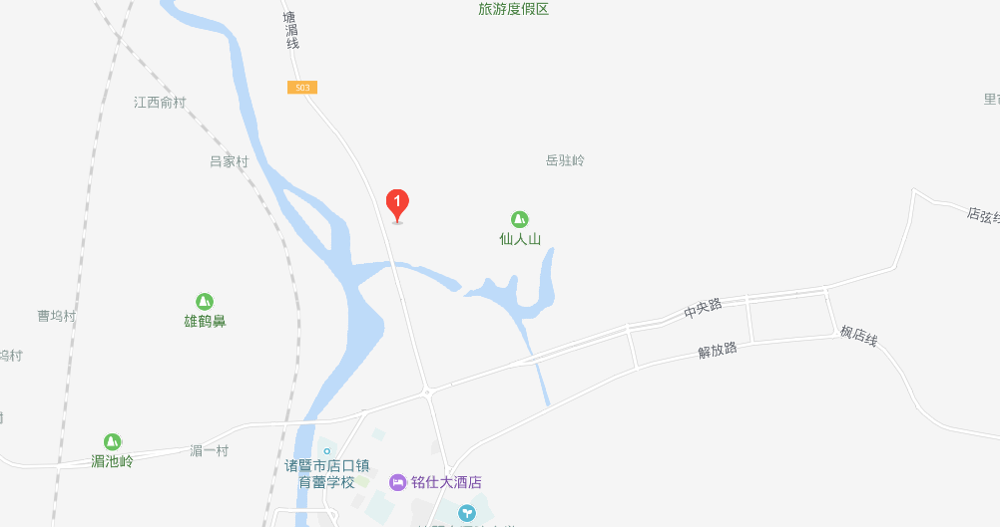 旅游度假区
塘湄线
S03
江西俞村
里
吕家村
岳驻岭
1
店弦线
仙人山
中央路
曹坞村
雄鹤鼻
枫店线
解放路
坞村
湄池岭
湄一村
诸暨市店口镇
育蕾学校
铭仕大酒店